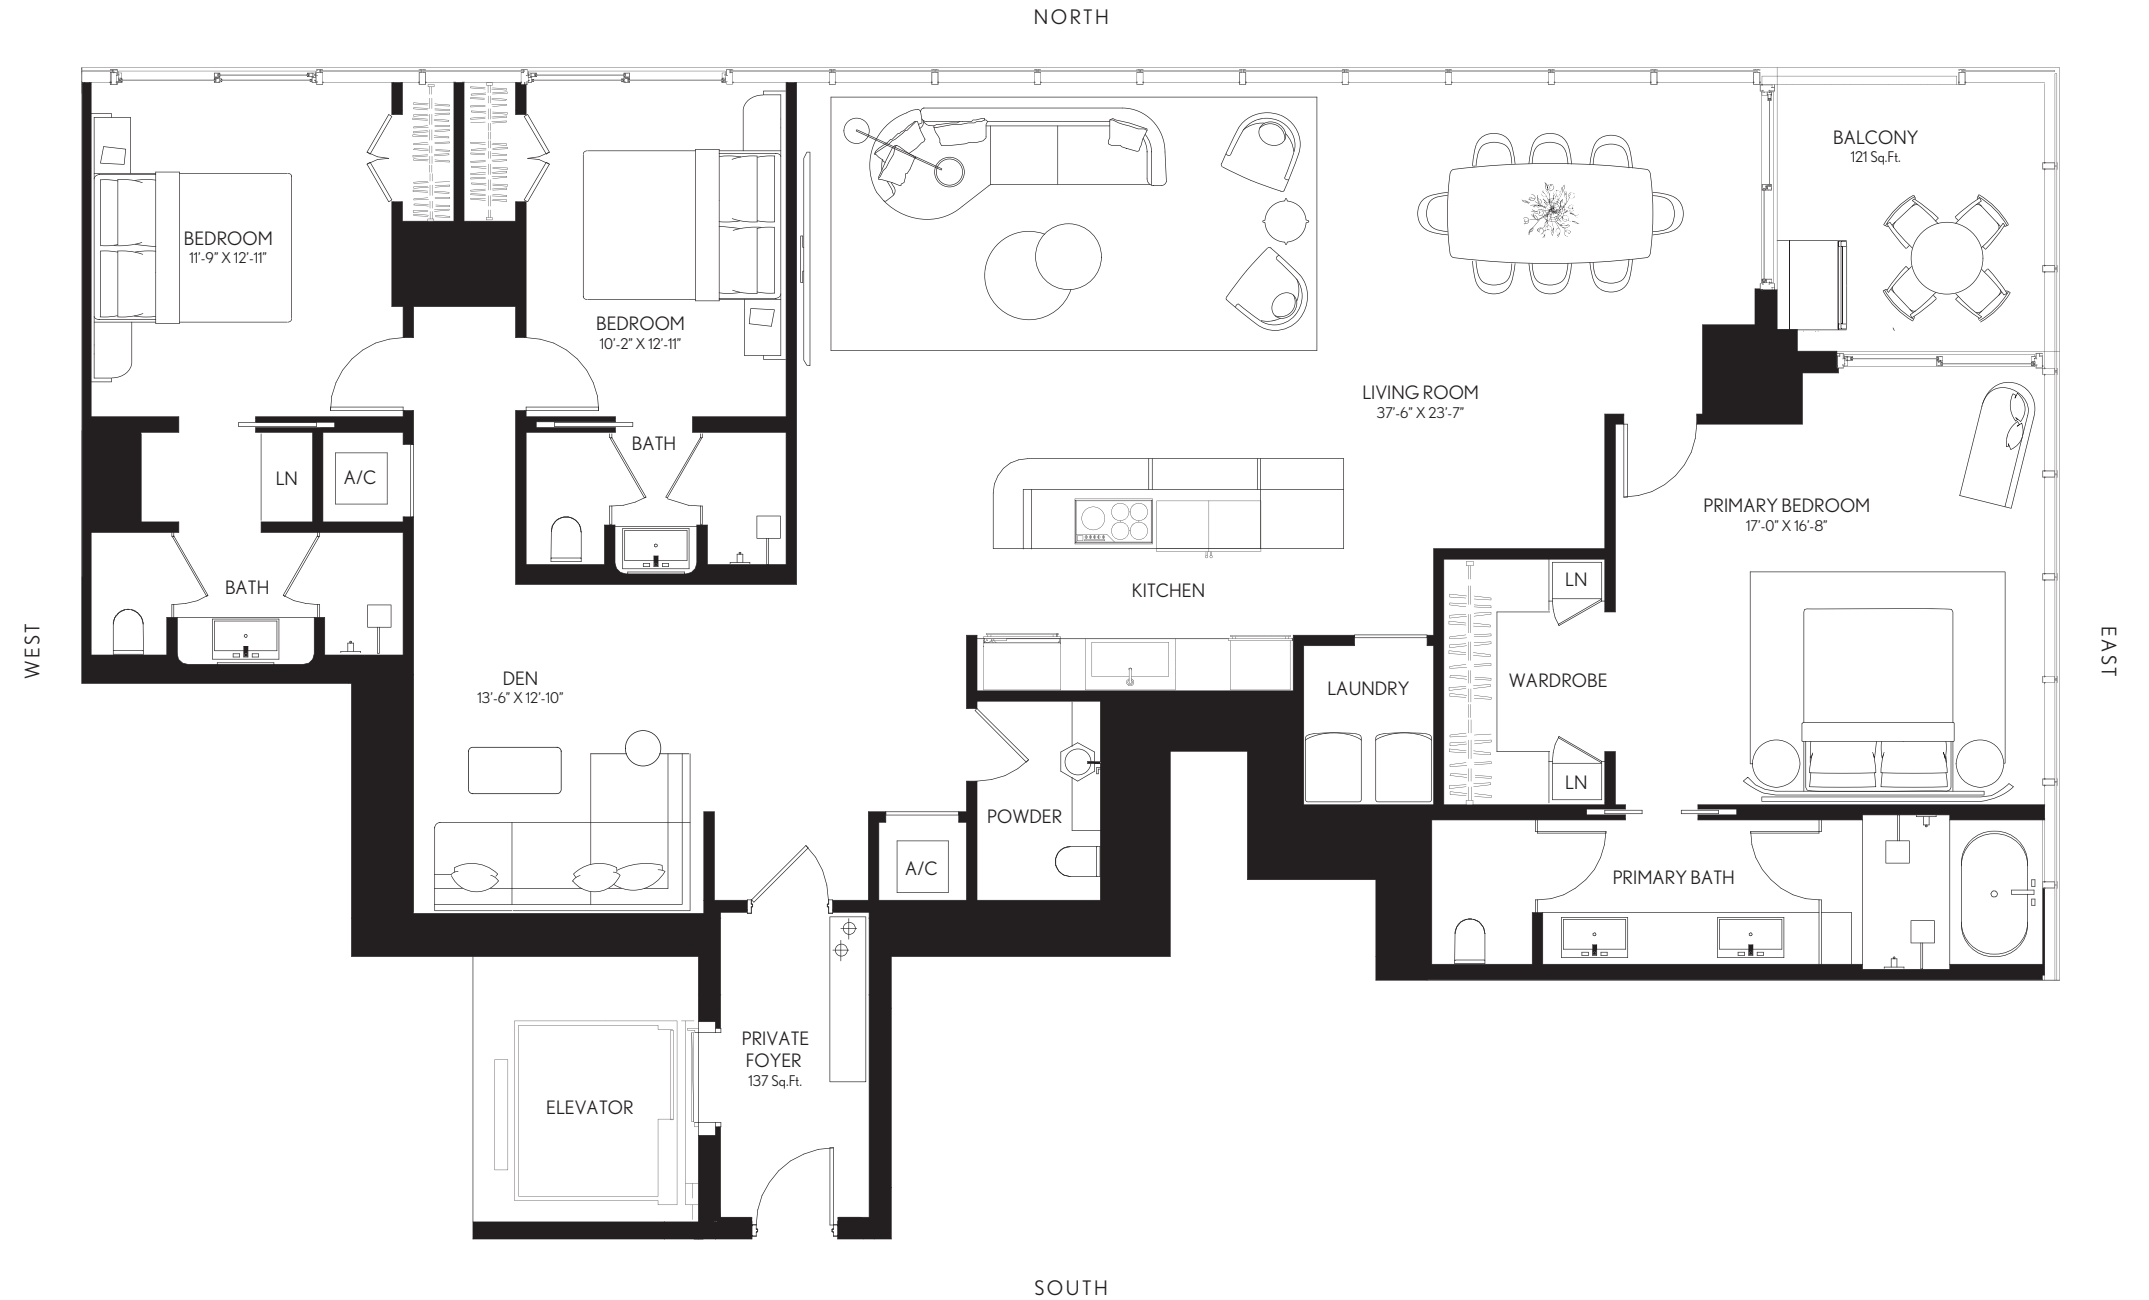 NORTH
BALCONY
121 Sq.Ft.
BEDROOM
11'-9" X 12'-11"
BEDROOM
10'-2" X 12'-11"
LIVING ROOM
37'-6" X 23'-7"
BATH
LN
A/C
PRIMARY BEDROOM
17'-0" X 16'-8"
BATH
KITCHEN
LN
WEST
EAST
DEN
13'-6" X 12'-10"
LAUNDRY
WARDROBE
LN
POWDER
A/C
PRIMARY BATH
PRIVATE
FOYER
137 Sq.Ft.
ELEVATOR
SOUTH